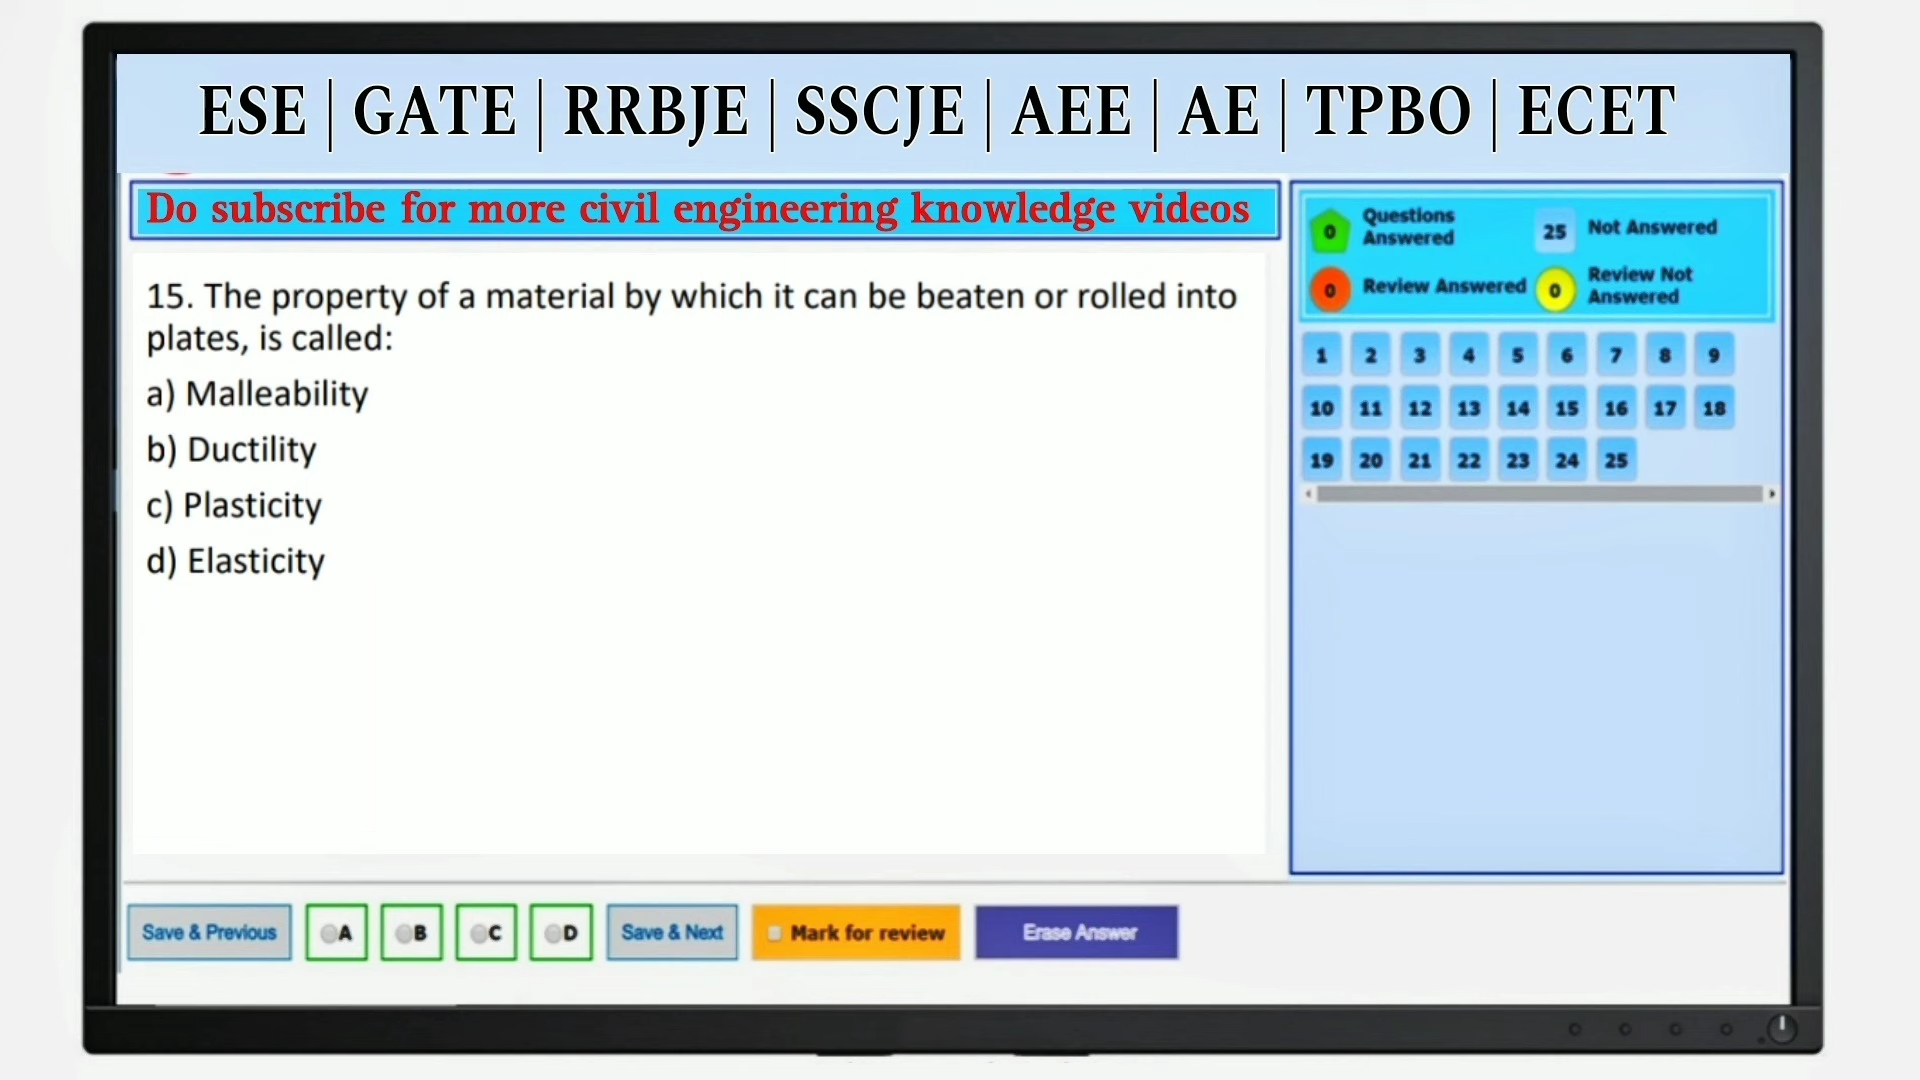 ESE | GATE | RRBJE | SSCJE | AEE | AE | TPBO | ECET
Do subscribe for more civil engineering knowledge videos
15. The property of a material by which it can be beaten or rolled into
plates, is called:
a) Malleability
b) Ductility
c) Plasticity
d) Elasticity
0 Questions Answered
25 Not Answered
0 Review Answered
0 Review Not Answered
1 2 3 4 5 6 7 8 9
10 11 12 13 14 15 16 17 18
19 20 21 22 23 24 25
Save & Previous A B C D Save & Next Mark for review Erase Answer